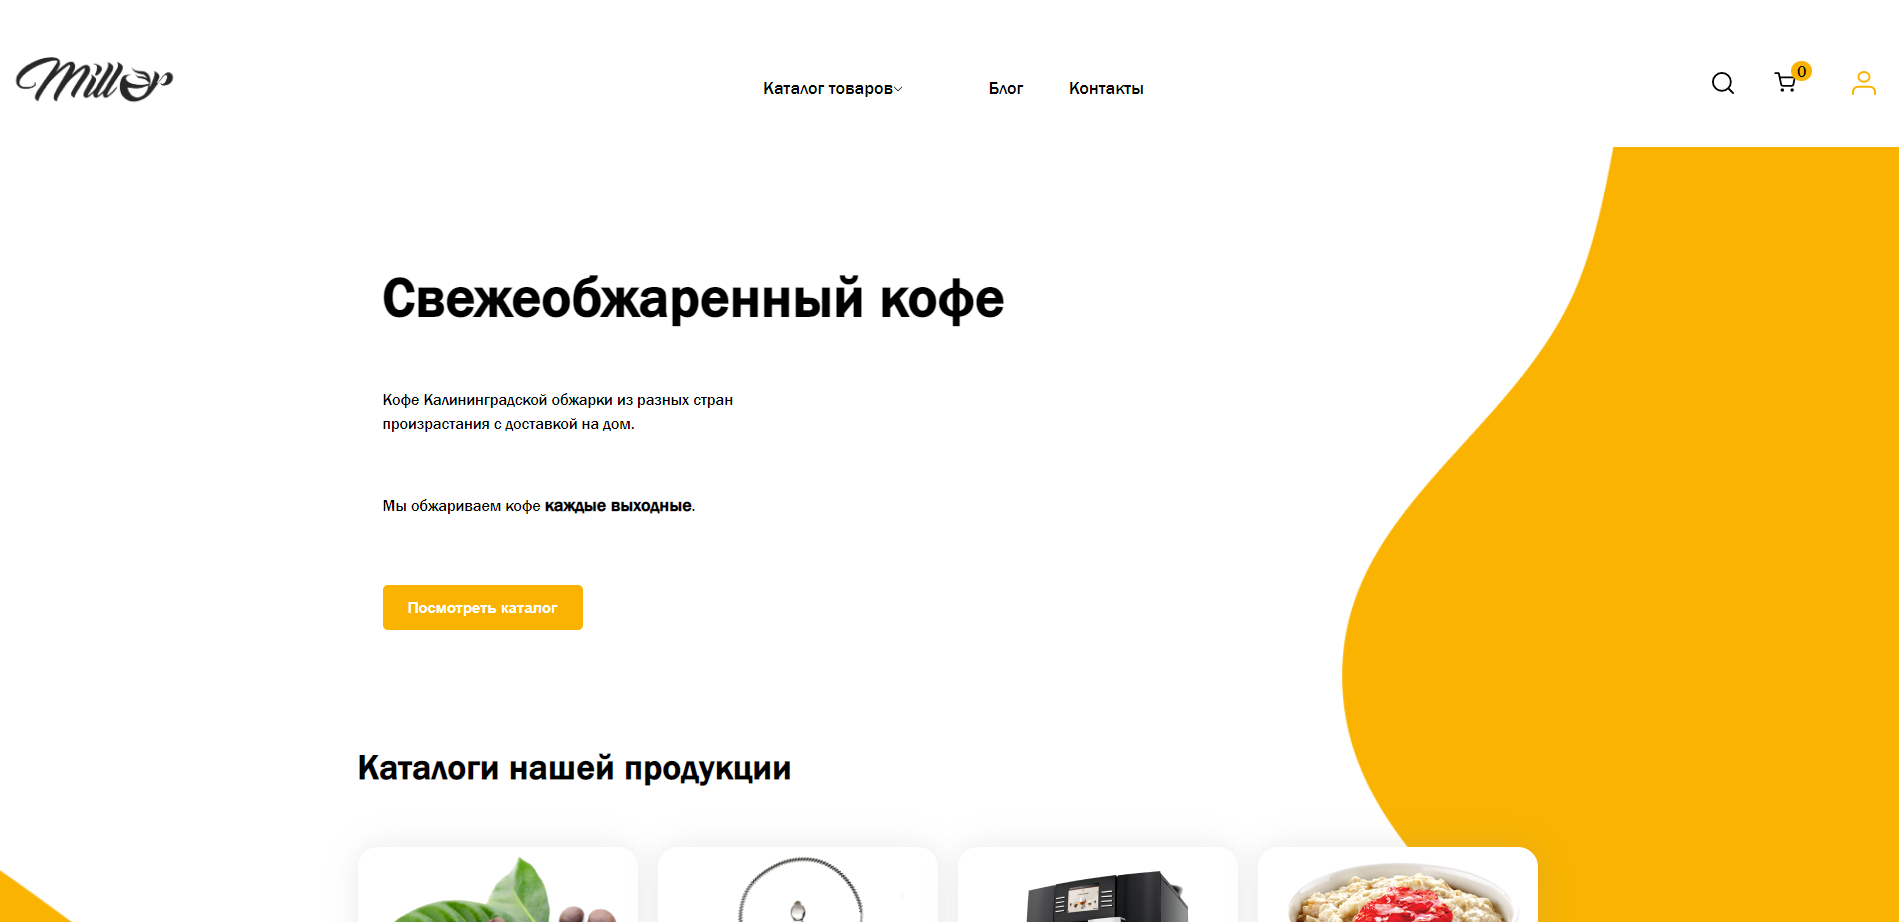 Miller
Каталог товаров
Блог
Контакты
0
Свежеобжаренный кофе
Кофе Калининградской обжарки из разных стран
произрастания с доставкой на дом.
Мы обжариваем кофе каждые выходные.
Посмотреть каталог
Каталоги нашей продукции